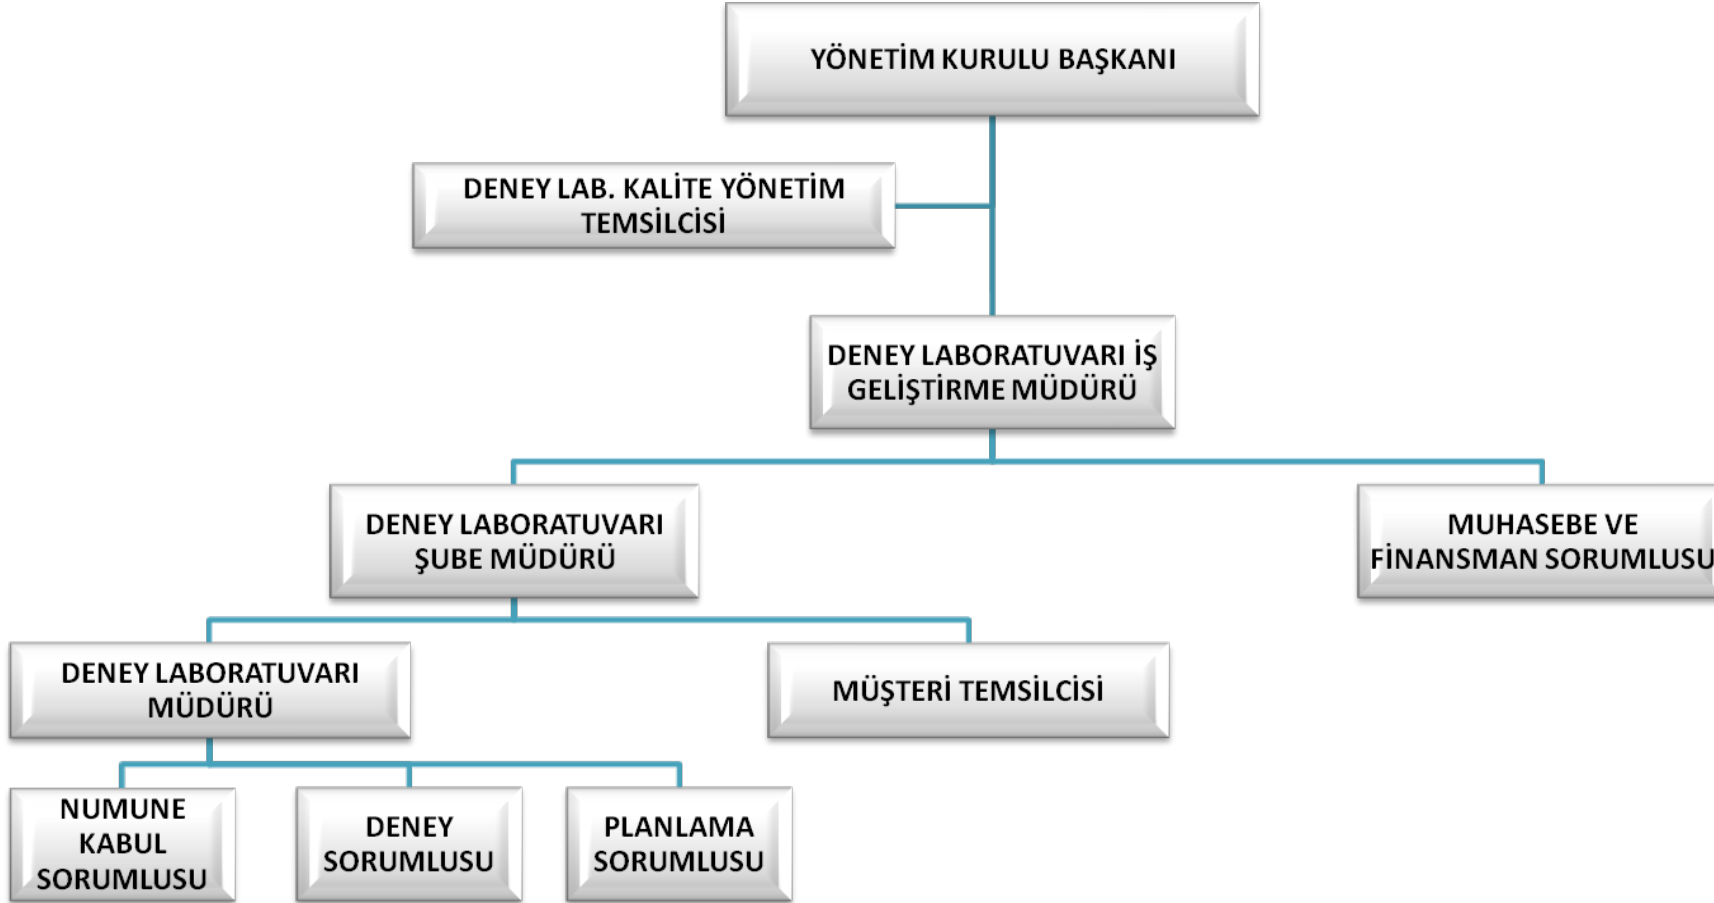 YÖNETİM KURULU BAŞKANI
DENEY LAB. KALİTE YÖNETİM
TEMSİLCİSİ
DENEY LABORATUVARI İŞ
GELİŞTİRME MÜDÜRÜ
DENEY LABORATUVARI
ŞUBE MÜDÜRÜ
MUHASEBE VE
FİNANSMAN SORUMLUSU
DENEY LABORATUVARI
MÜDÜRÜ
MÜŞTERİ TEMSİLCİSİ
NUMUNE
KABUL
SORUMLUSU
DENEY
SORUMLUSU
PLANLAMA
SORUMLUSU